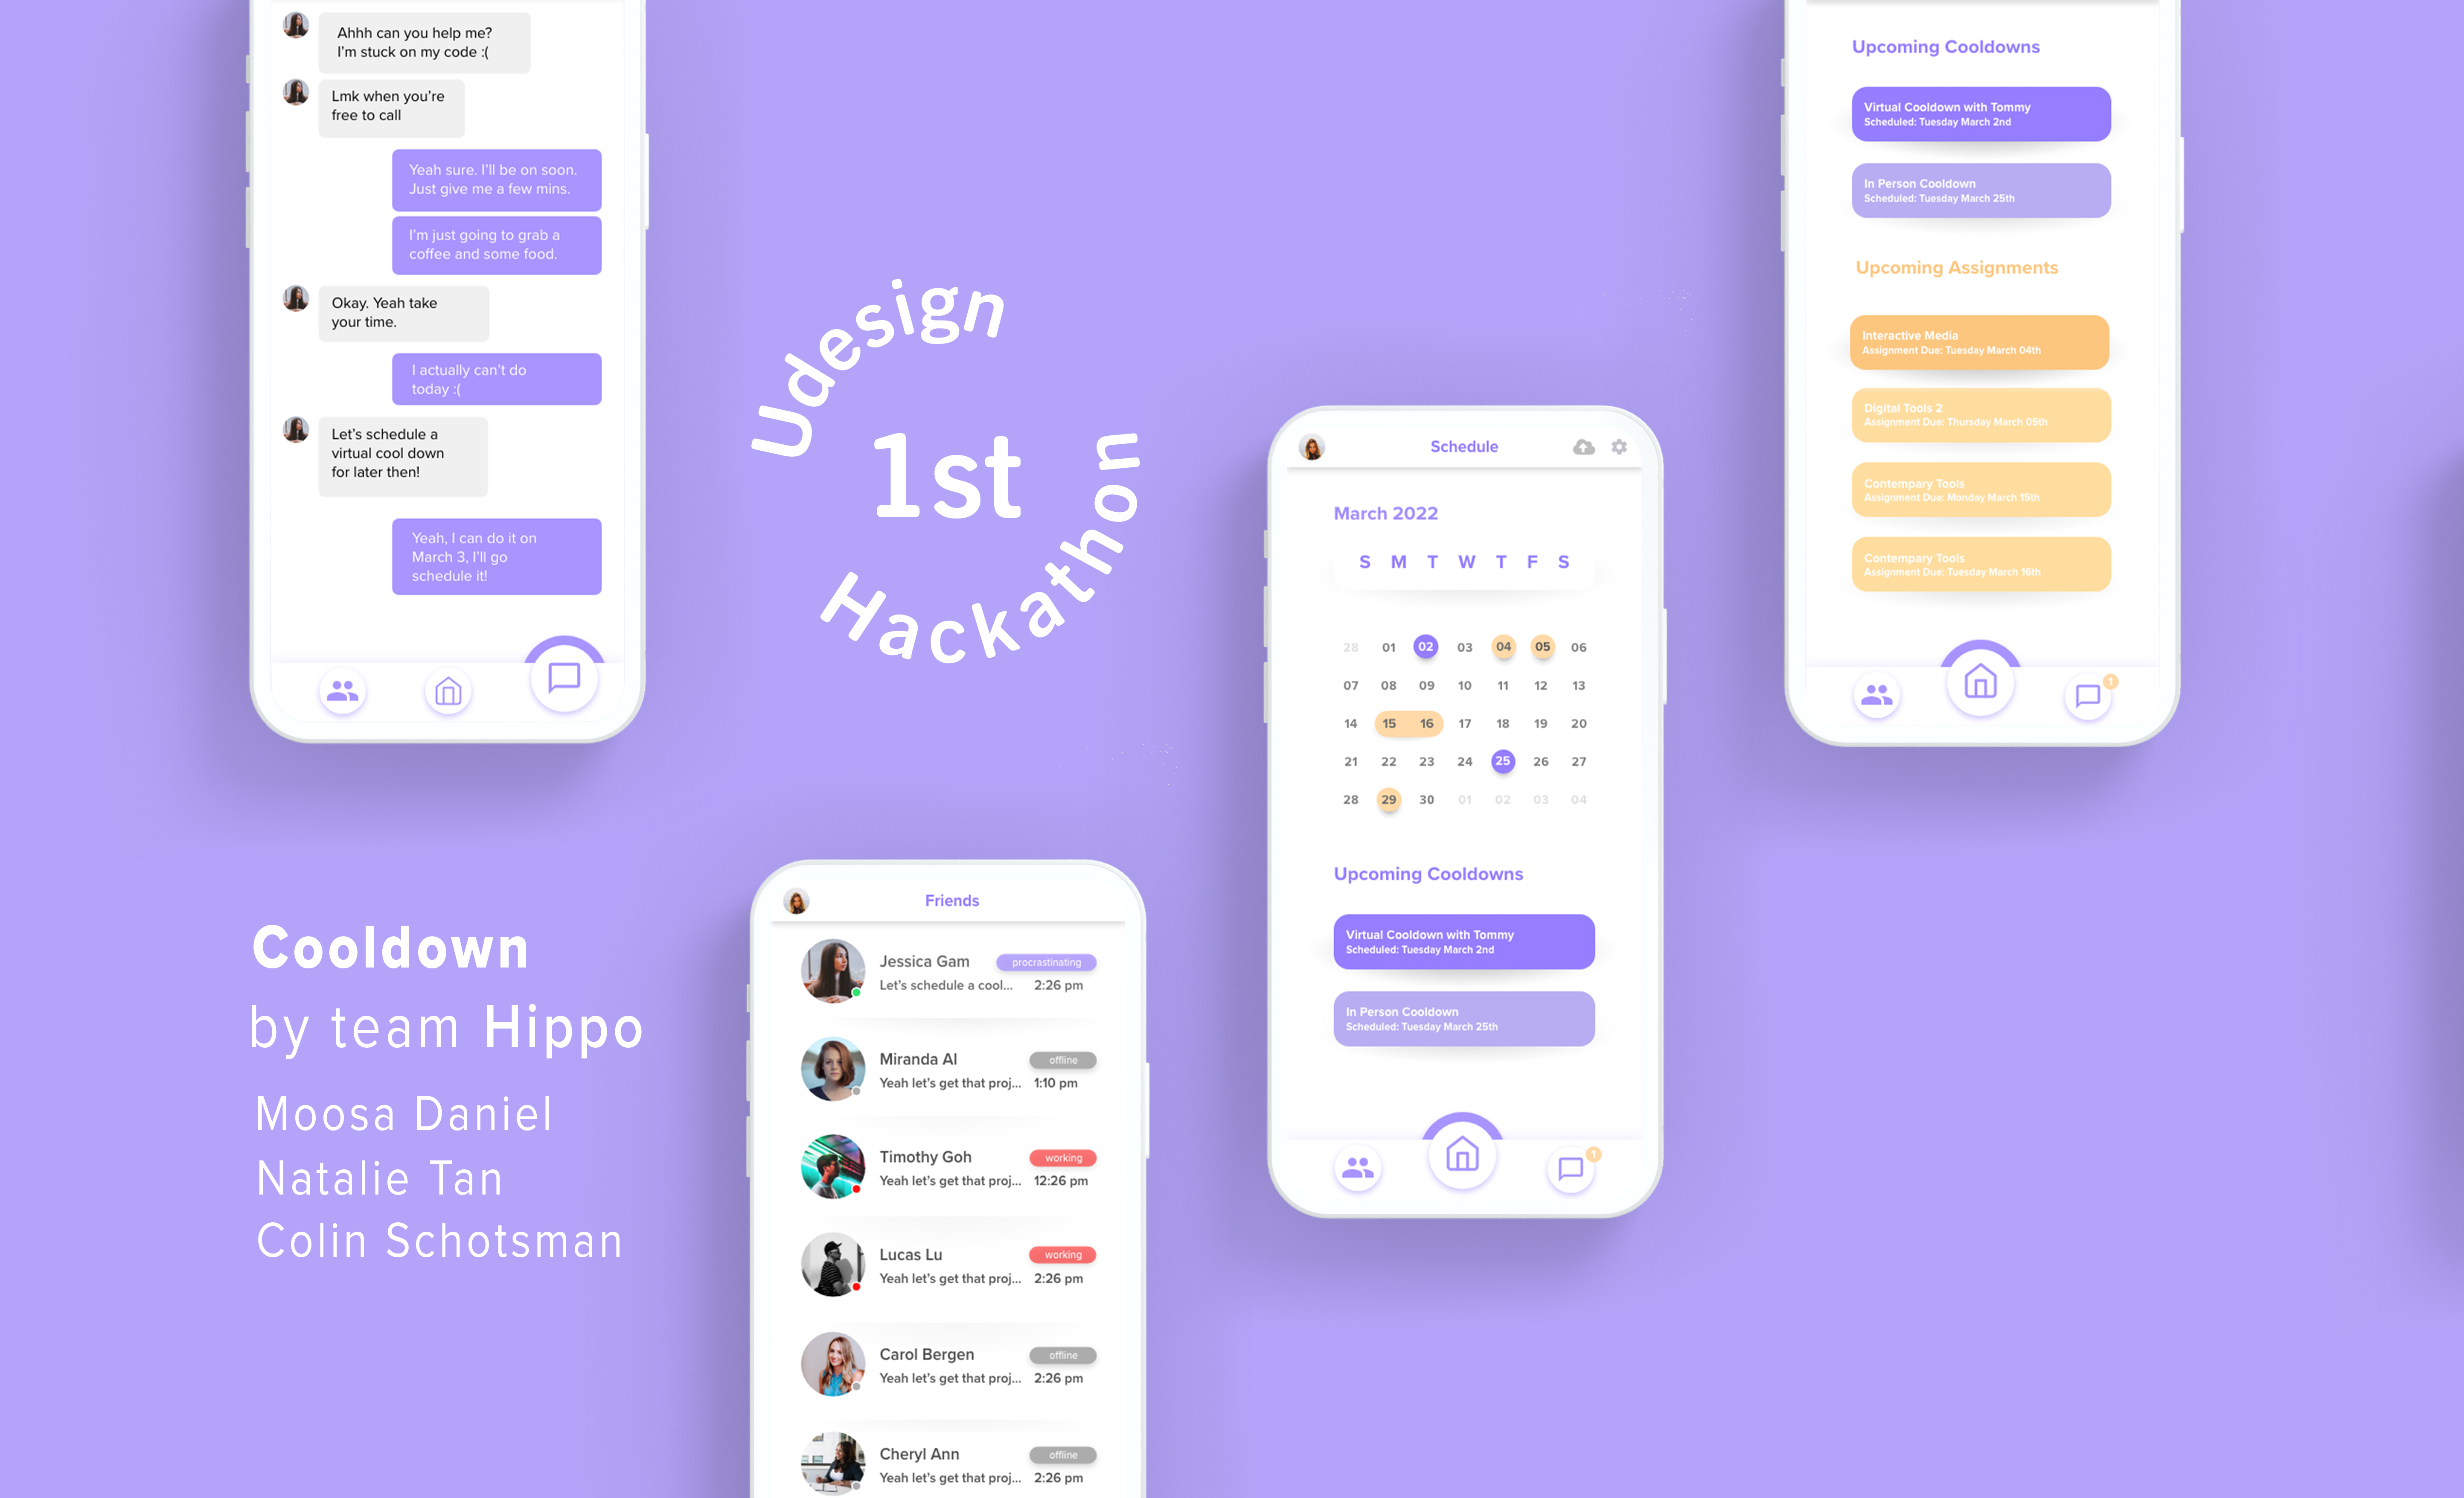 Ahhh can you help me?
I'm stuck on my code :(
Lmk when you're
free to call
Yeah sure. I'll be on soon.
Just give me a few mins.
I'm just going to grab a
coffee and some food.
Okay. Yeah take
your time.
I actually can't do
today :(
Let's schedule a
virtual cool down
for later then!
Yeah, I can do it on
March 3, I'll go
schedule it!
Udesign
1st
Hackathon
Cooldown
by team Hippo
Moosa Daniel
Natalie Tan
Colin Schotsman
Friends
Jessica Gam procrastinating
Let's schedule a cool... 2:26 pm
Miranda Al offline
Yeah let's get that proj... 1:10 pm
Timothy Goh working
Yeah let's get that proj... 12:26 pm
Lucas Lu working
Yeah let's get that proj... 2:26 pm
Carol Bergen offline
Yeah let's get that proj... 2:26 pm
Cheryl Ann offline
Yeah let's get that proj... 2:26 pm
Schedule
March 2022
S M T W T F S
28 01 02 03 04 05 06
07 08 09 10 11 12 13
14 15 16 17 18 19 20
21 22 23 24 25 26 27
28 29 30 01 02 03 04
Upcoming Cooldowns
Virtual Cooldown with Tommy
Scheduled: Tuesday March 2nd
In Person Cooldown
Scheduled: Tuesday March 25th
1
Upcoming Cooldowns
Virtual Cooldown with Tommy
Scheduled: Tuesday March 2nd
In Person Cooldown
Scheduled: Tuesday March 25th
Upcoming Assignments
Interactive Media
Assignment Due: Tuesday March 04th
Digital Tools 2
Assignment Due: Thursday March 05th
Contempary Tools
Assignment Due: Monday March 15th
Contempary Tools
Assignment Due: Tuesday March 16th
1